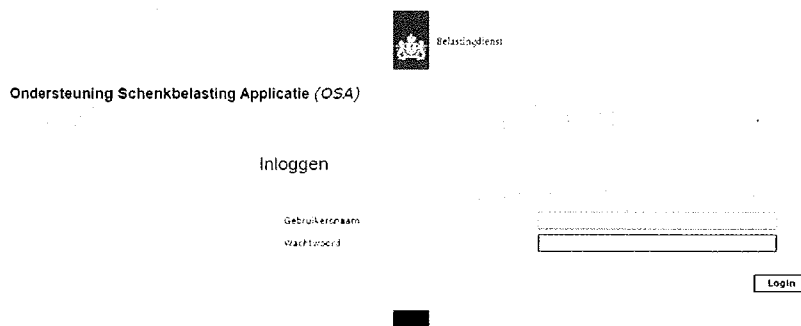 Belastingdienst
Ondersteuning Schenkbelasting Applicatie (OSA)
Inloggen
Gebruikersnaam
Wachtwoord
Login